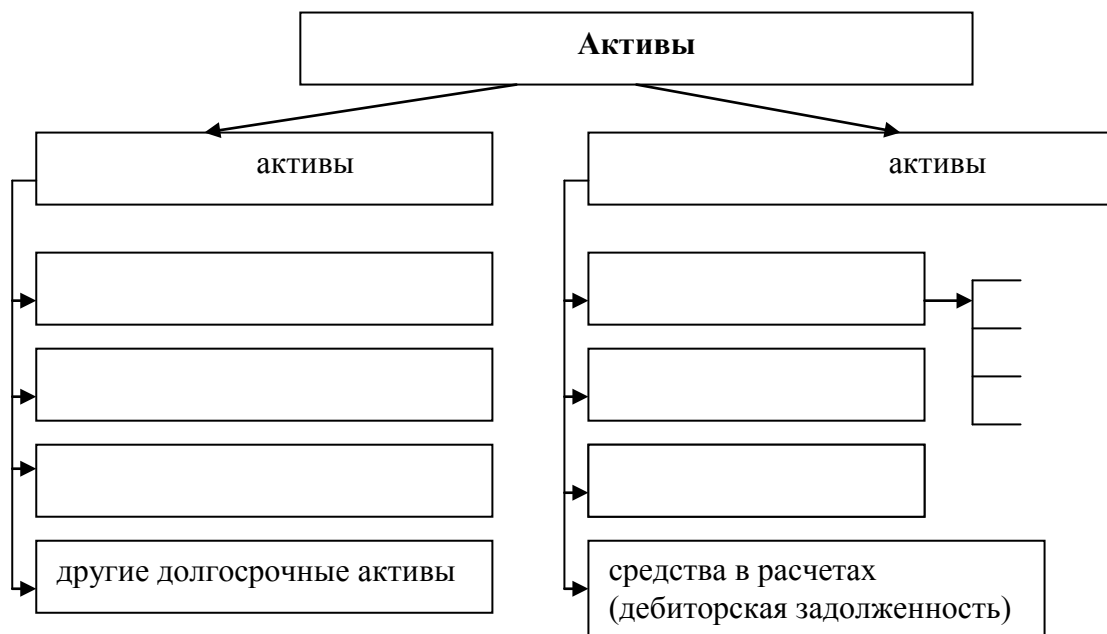 Активы
активы
активы
другие долгосрочные активы
средства в расчетах
(дебиторская задолженность)